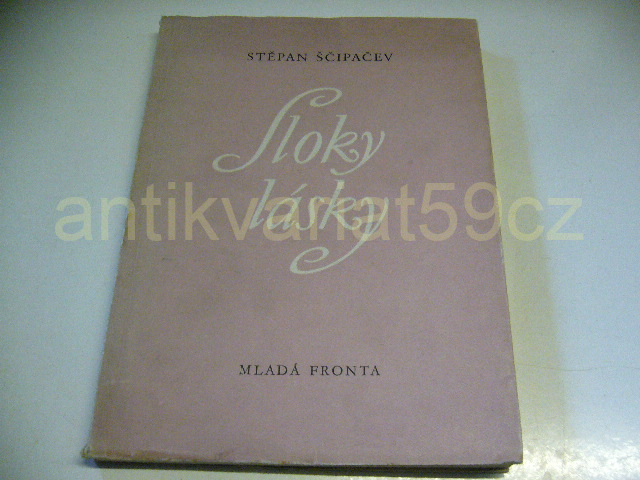 STĚPAN ŠČIPAČEV
Sloky
lásky
antikvariat59cz
MLADÁ FRONTA